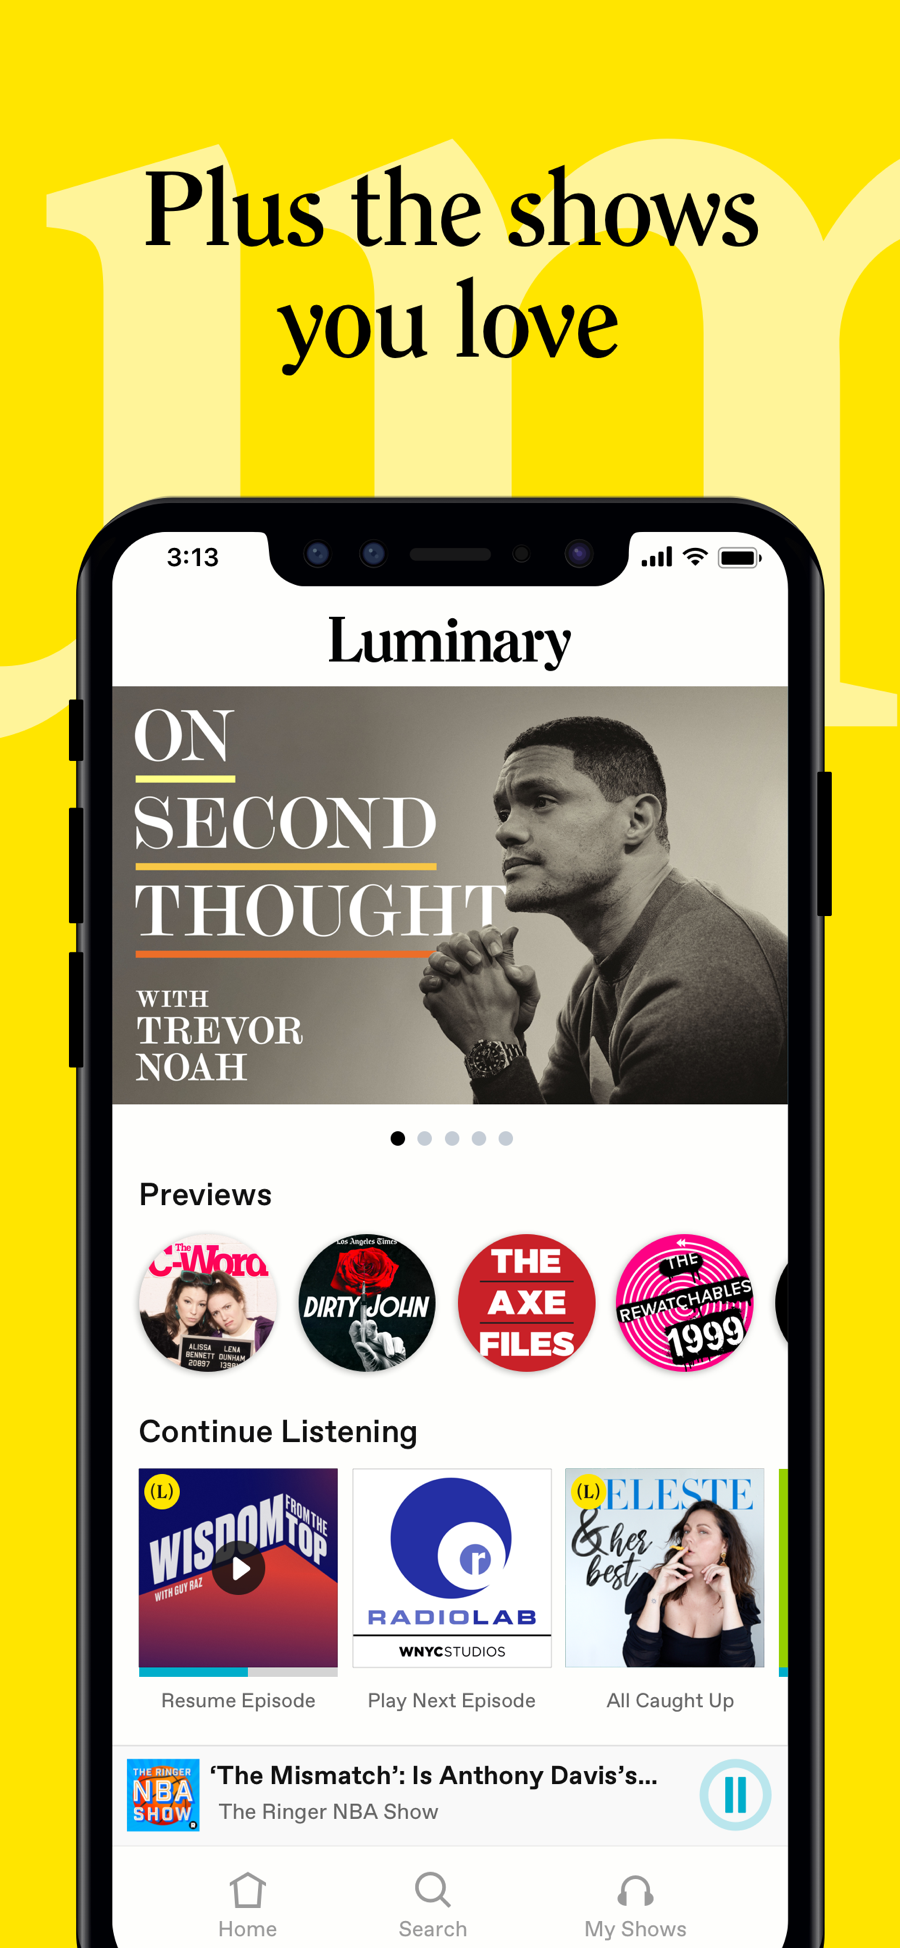 Plus the shows
you love
3:13
Luminary
ON
SECOND
THOUGHT
WITH
TREVOR
NOAH
Previews
The
C-Word
ALISSA
BENNETT
20897
LENA
DUNHAM
Los Angeles Times
DIRTY JOHN
THE
AXE
FILES
THE
REWATCHABLES
1999
Continue Listening
(L)
WISDOM FROM THE TOP
WITH GUY RAZ
r
RADIOLAB
WNYCSTUDIOS
(L)
ELESTE
& her
best
Resume Episode
Play Next Episode
All Caught Up
THE RINGER
NBA
SHOW
‘The Mismatch’: Is Anthony Davis’s...
The Ringer NBA Show
Home
Search
My Shows